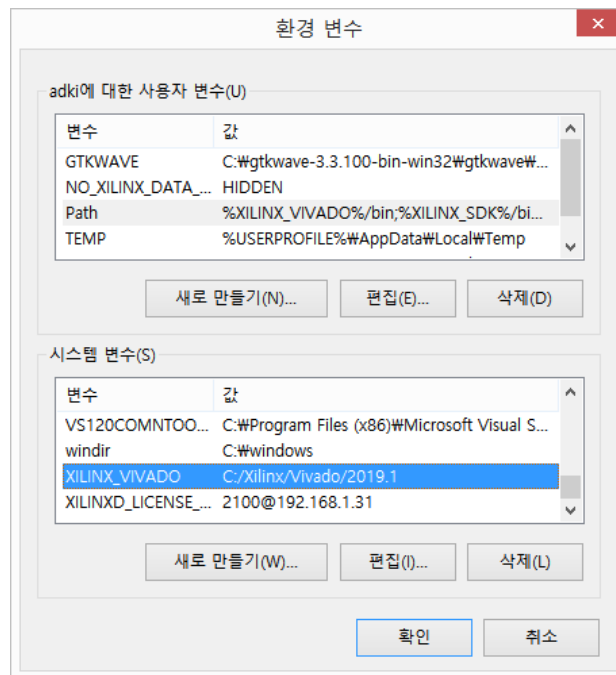 환경 변수
adki에 대한 사용자 변수(U)
변수 값
GTKWAVE C:₩gtkwave-3.3.100-bin-win32₩gtkwave₩...
NO_XILINX_DATA_... HIDDEN
Path %XILINX_VIVADO%/bin;%XILINX_SDK%/bi...
TEMP %USERPROFILE%₩AppData₩Local₩Temp
새로 만들기(N)... 편집(E)... 삭제(D)
시스템 변수(S)
변수 값
VS120COMNTOO... C:₩Program Files (x86)₩Microsoft Visual S...
windir C:₩windows
XILINX_VIVADO C:/Xilinx/Vivado/2019.1
XILINXD_LICENSE_... 2100@192.168.1.31
새로 만들기(W)... 편집(I)... 삭제(L)
확인 취소